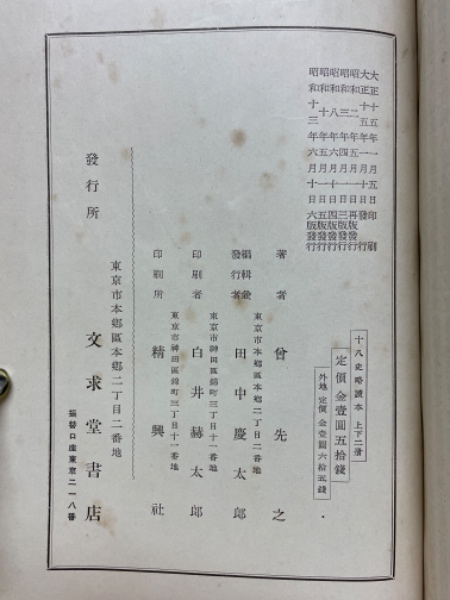 大正十五年一月五日印刷
大正十五年一月十日發行
昭和二年五月一日再版發行
昭和三年四月一日三版發行
昭和八年六月十日四版發行
昭和十年五月一日五版發行
昭和十三年六月十日六版發行
十八史略讀本 上下二册
定價 金壹圓五拾錢
外地 定價 金壹圓六拾五錢
著者 曾先之
東京市本鄉區本鄉二丁目二番地
編輯兼發行者 田中慶太郎
東京市神田區錦町三丁目十一番地
印刷者 白井赫太郎
東京市神田區錦町三丁目十一番地
印刷所 精興社
東京市本鄉區本鄉二丁目二番地
發行所 文求堂書店
振替口座東京二一八番